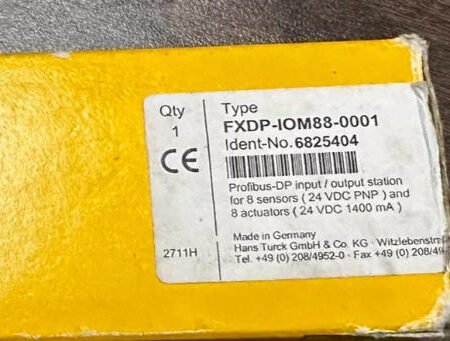 Qty
1
CE
2711H
Type
FXDP-IOM88-0001
Ident-No.6825404
Profibus-DP input / output station
for 8 sensors ( 24 VDC PNP ) and
8 actuators ( 24 VDC 1400 mA )
Made in Germany
Hans Turck GmbH & Co. KG · Witzlebenstra
Tel. +49 (0) 208/4952-0 · Fax +49 (0) 208/49